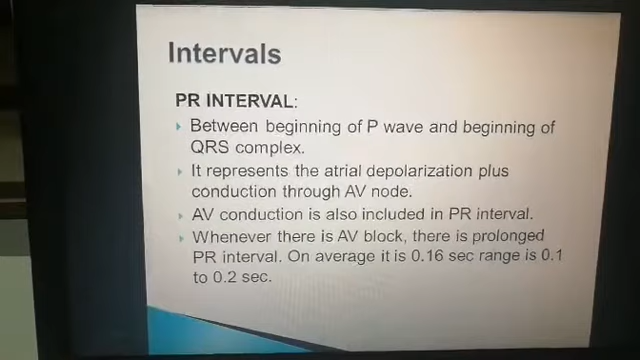 Intervals
PR INTERVAL:
Between beginning of P wave and beginning of
QRS complex.
It represents the atrial depolarization plus
conduction through AV node.
AV conduction is also included in PR interval.
Whenever there is AV block, there is prolonged
PR interval. On average it is 0.16 sec range is 0.1
to 0.2 sec.